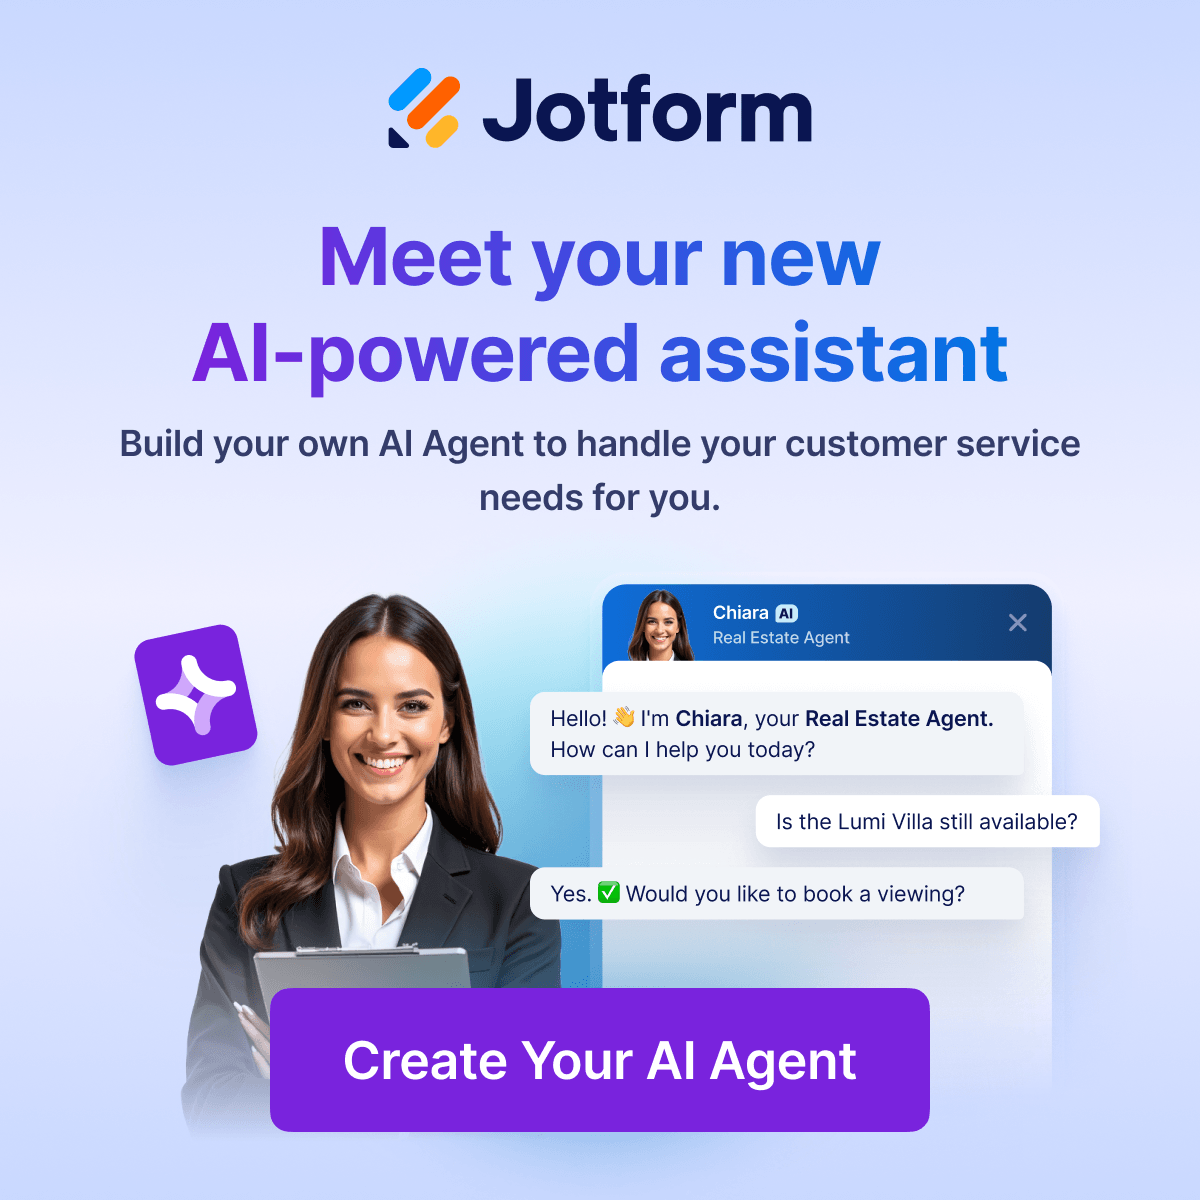 Jotform
Meet your new
AI-powered assistant
Build your own AI Agent to handle your customer service
needs for you.
Chiara AI
Real Estate Agent
Hello! 👋 I'm Chiara, your Real Estate Agent.
How can I help you today?
Is the Lumi Villa still available?
Yes. ✅ Would you like to book a viewing?
Create Your AI Agent